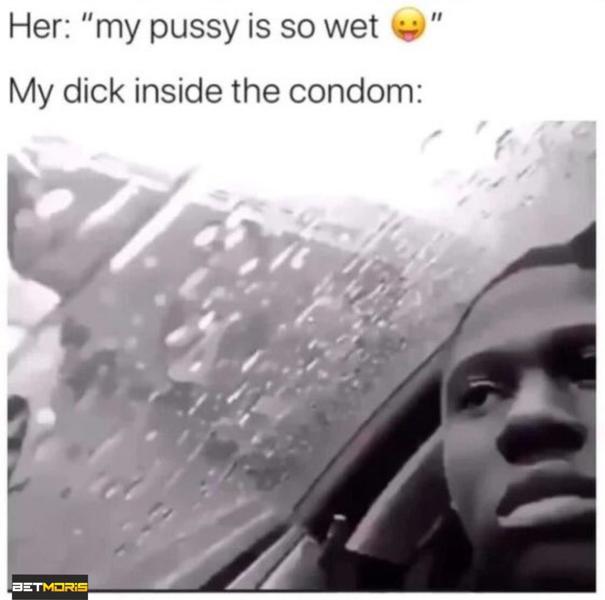 Her: “my pussy is so wet 😛”
My dick inside the condom:
BETMORIS